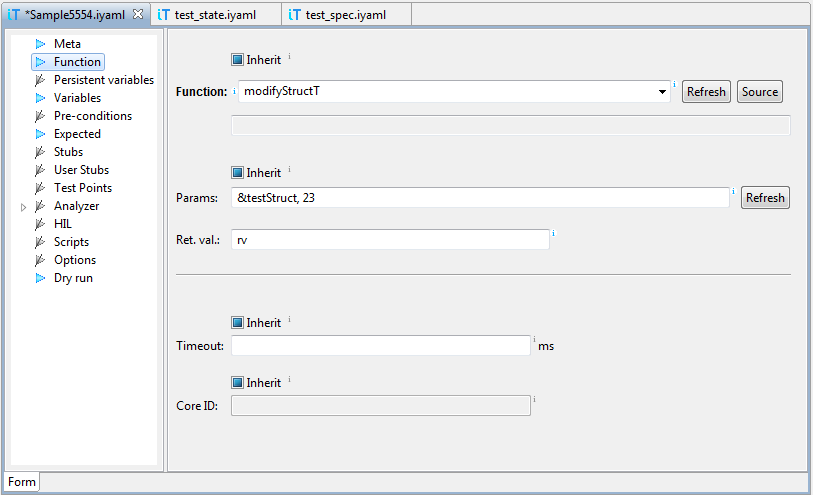 iT *Sample5554.iyaml iT test_state.iyaml iT test_spec.iyaml
Meta
Function
Persistent variables
Variables
Pre-conditions
Expected
Stubs
User Stubs
Test Points
Analyzer
HIL
Scripts
Options
Dry run
Inherit i
Function: i modifyStructT i Refresh Source
Inherit i
Params: &testStruct, 23 i Refresh
Ret. val.: rv i
Inherit i
Timeout: i ms
Inherit i
Core ID: i
Form